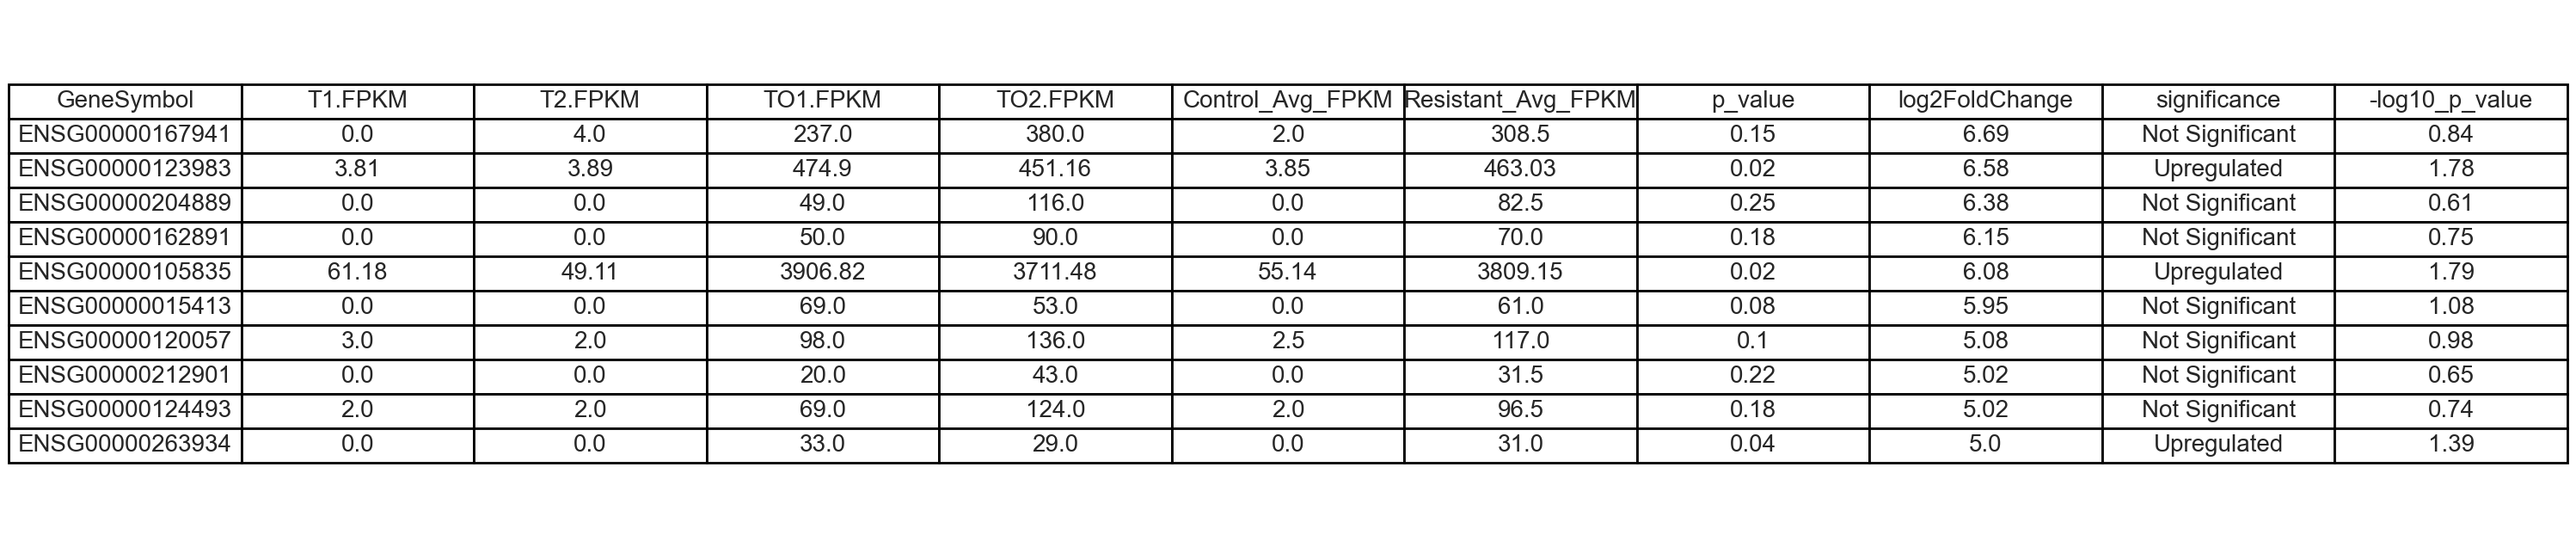 GeneSymbol T1.FPKM T2.FPKM TO1.FPKM TO2.FPKM Control_Avg_FPKM Resistant_Avg_FPKM p_value log2FoldChange significance -log10_p_value
ENSG00000167941 0.0 4.0 237.0 380.0 2.0 308.5 0.15 6.69 Not Significant 0.84
ENSG00000123983 3.81 3.89 474.9 451.16 3.85 463.03 0.02 6.58 Upregulated 1.78
ENSG00000204889 0.0 0.0 49.0 116.0 0.0 82.5 0.25 6.38 Not Significant 0.61
ENSG00000162891 0.0 0.0 50.0 90.0 0.0 70.0 0.18 6.15 Not Significant 0.75
ENSG00000105835 61.18 49.11 3906.82 3711.48 55.14 3809.15 0.02 6.08 Upregulated 1.79
ENSG00000015413 0.0 0.0 69.0 53.0 0.0 61.0 0.08 5.95 Not Significant 1.08
ENSG00000120057 3.0 2.0 98.0 136.0 2.5 117.0 0.1 5.08 Not Significant 0.98
ENSG00000212901 0.0 0.0 20.0 43.0 0.0 31.5 0.22 5.02 Not Significant 0.65
ENSG00000124493 2.0 2.0 69.0 124.0 2.0 96.5 0.18 5.02 Not Significant 0.74
ENSG00000263934 0.0 0.0 33.0 29.0 0.0 31.0 0.04 5.0 Upregulated 1.39